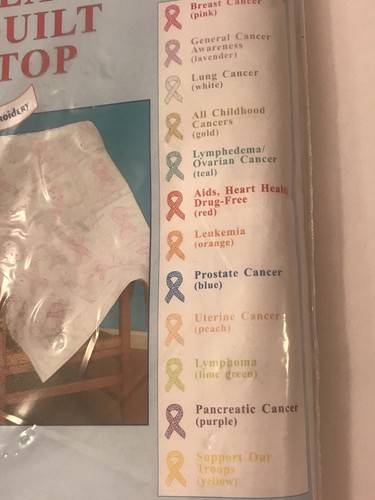 UILT
TOP
Breast Cancer
(pink)
General Cancer
Awareness
(lavender)
Lung Cancer
(white)
All Childhood
Cancers
(gold)
Lymphedema/
Ovarian Cancer
(teal)
Aids, Heart Health
Drug-Free
(red)
Leukemia
(orange)
Prostate Cancer
(blue)
Uterine Cancer
(peach)
Lymphoma
(lime green)
Pancreatic Cancer
(purple)
Support Our
Troops
(yellow)